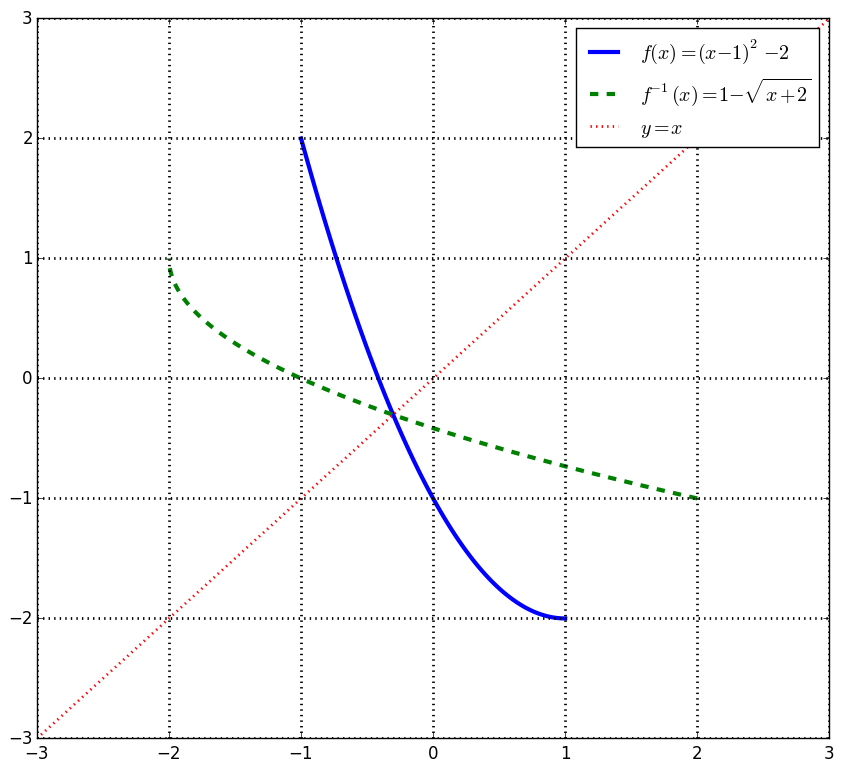 3
f(x)=(x−1)² −2
f⁻¹(x)=1−√x+2
y=x
2
1
0
−1
−2
−3
−3 −2 −1 0 1 2 3